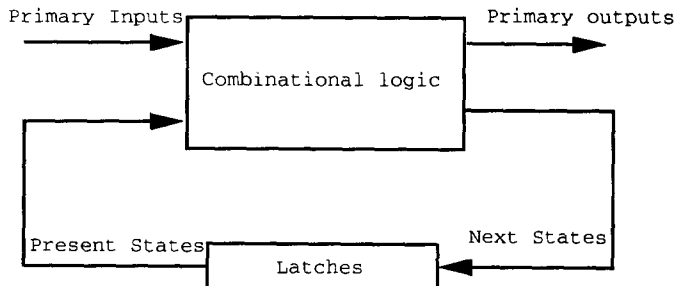 Primary Inputs
Primary outputs
Combinational logic
Present States
Next States
Latches